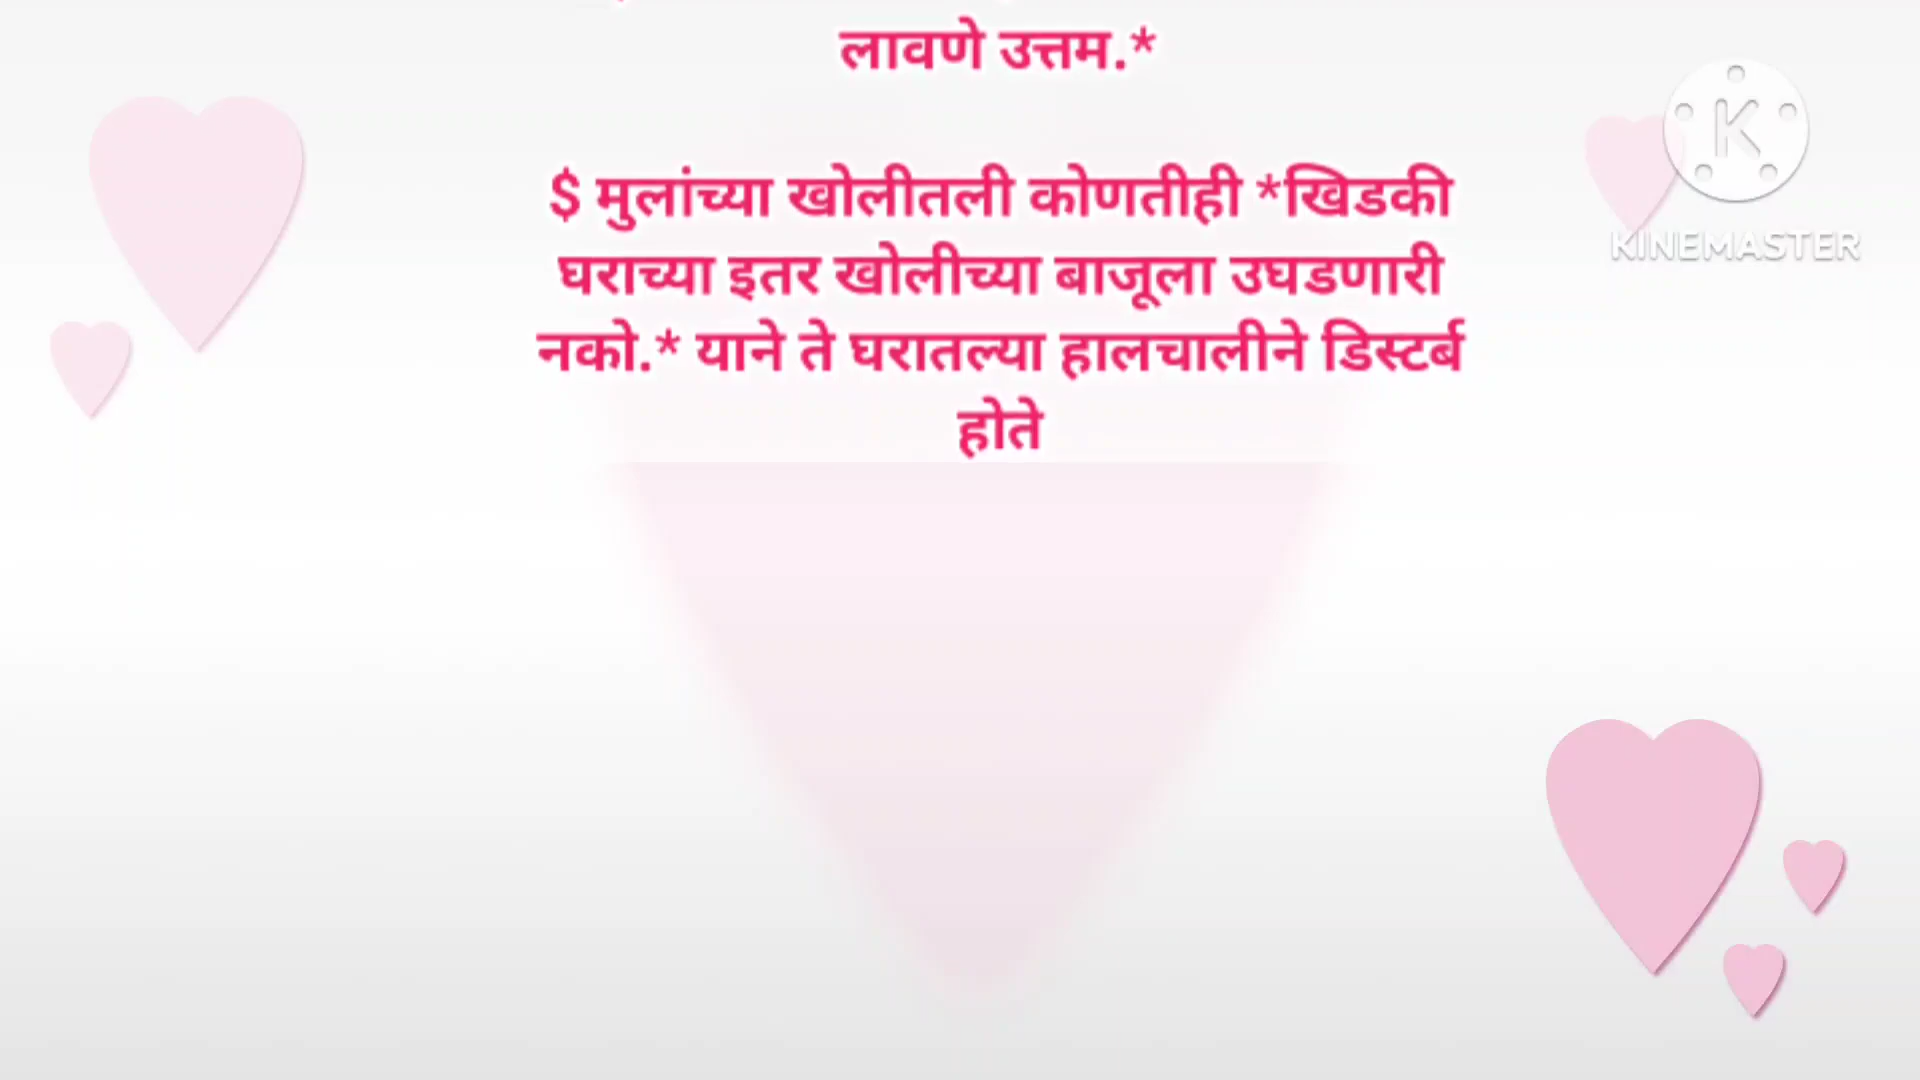 लावणे उत्तम.*
$ मुलांच्या खोलीतली कोणतीही *खिडकी
घराच्या इतर खोलीच्या बाजूला उघडणारी
नको.* याने ते घरातल्या हालचालीने डिस्टर्ब
होते
K
KINEMASTER